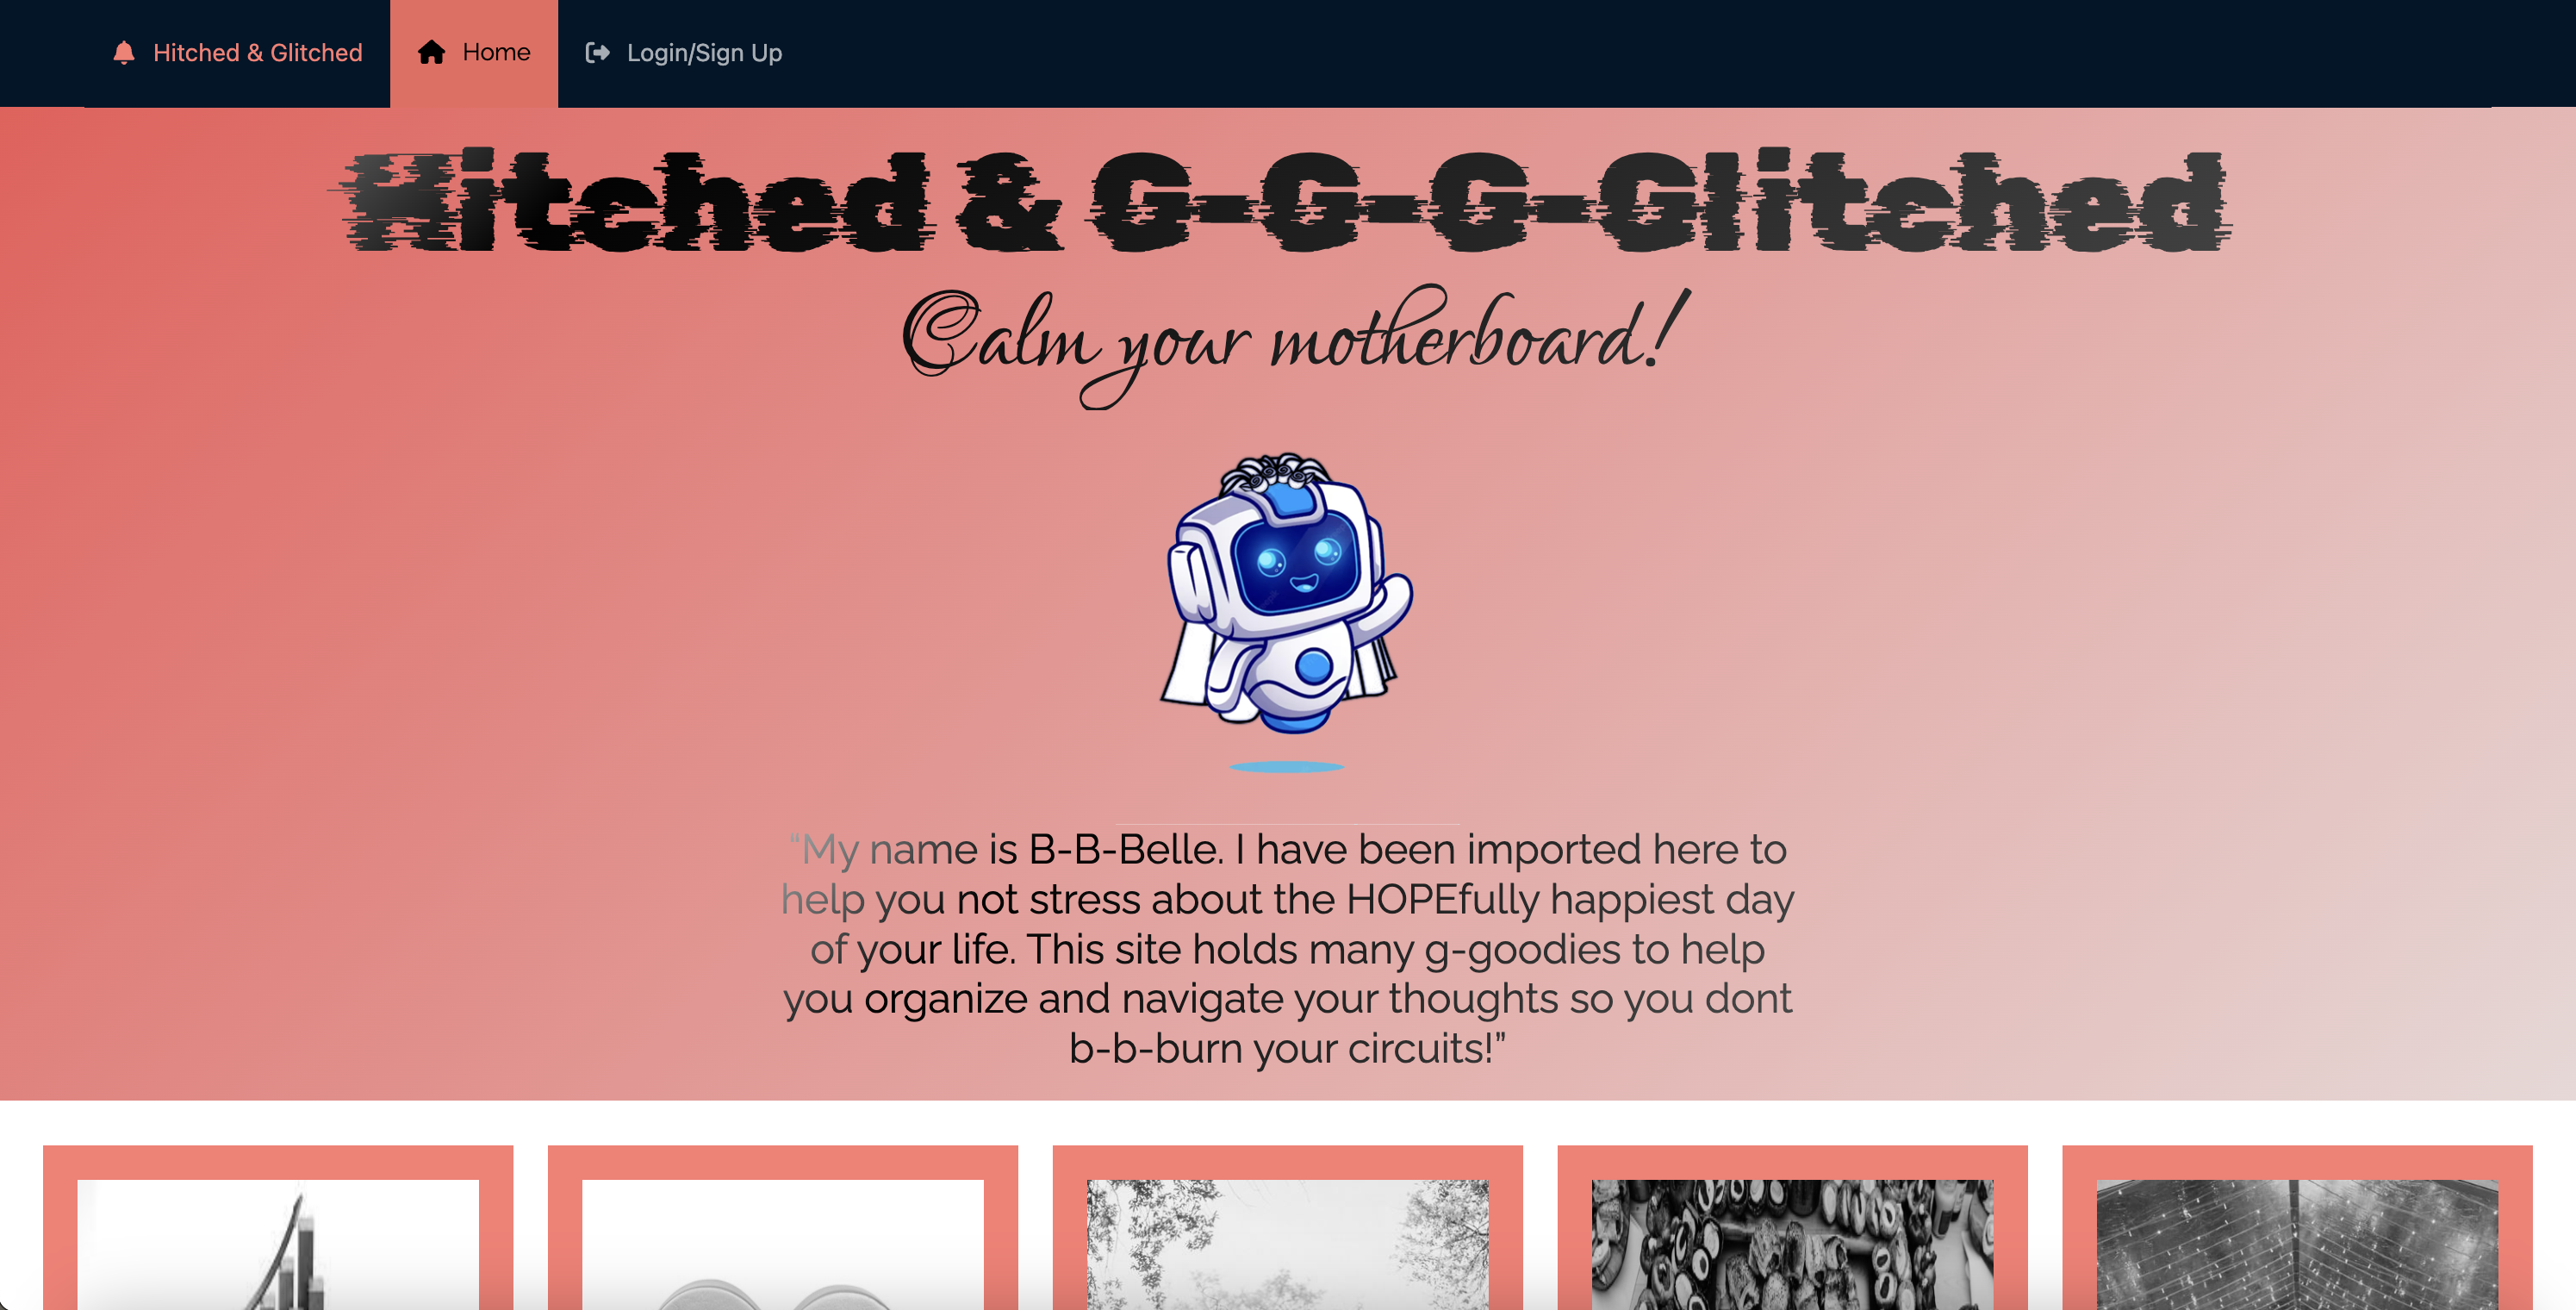 Hitched & Glitched
Home
Login/Sign Up
Hitched & G-G-G-Glitched
Calm your motherboard!
“My name is B-B-Belle. I have been imported here to
help you not stress about the HOPEfully happiest day
of your life. This site holds many g-goodies to help
you organize and navigate your thoughts so you dont
b-b-burn your circuits!”